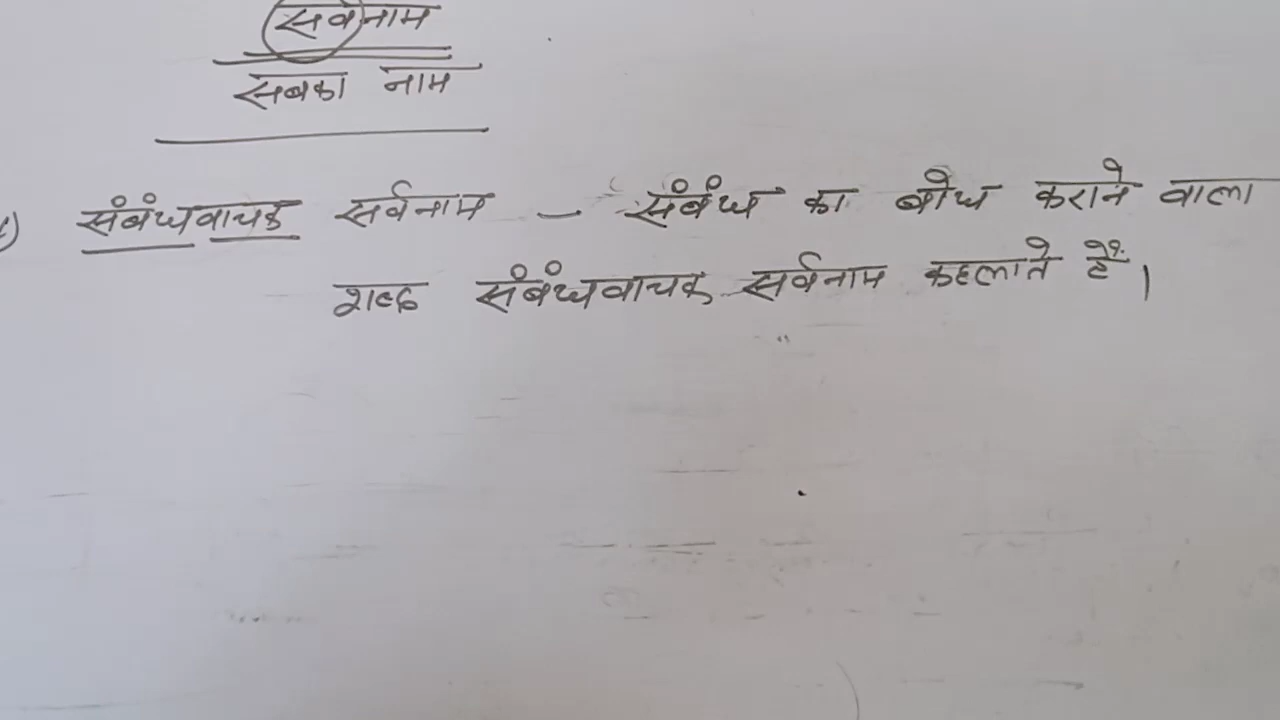 सर्वनाम
सबका नाम
संबंधवाचक सर्वनाम - संबंध का बोध कराने वाला
शब्द संबंधवाचक सर्वनाम कहलाते हैं।